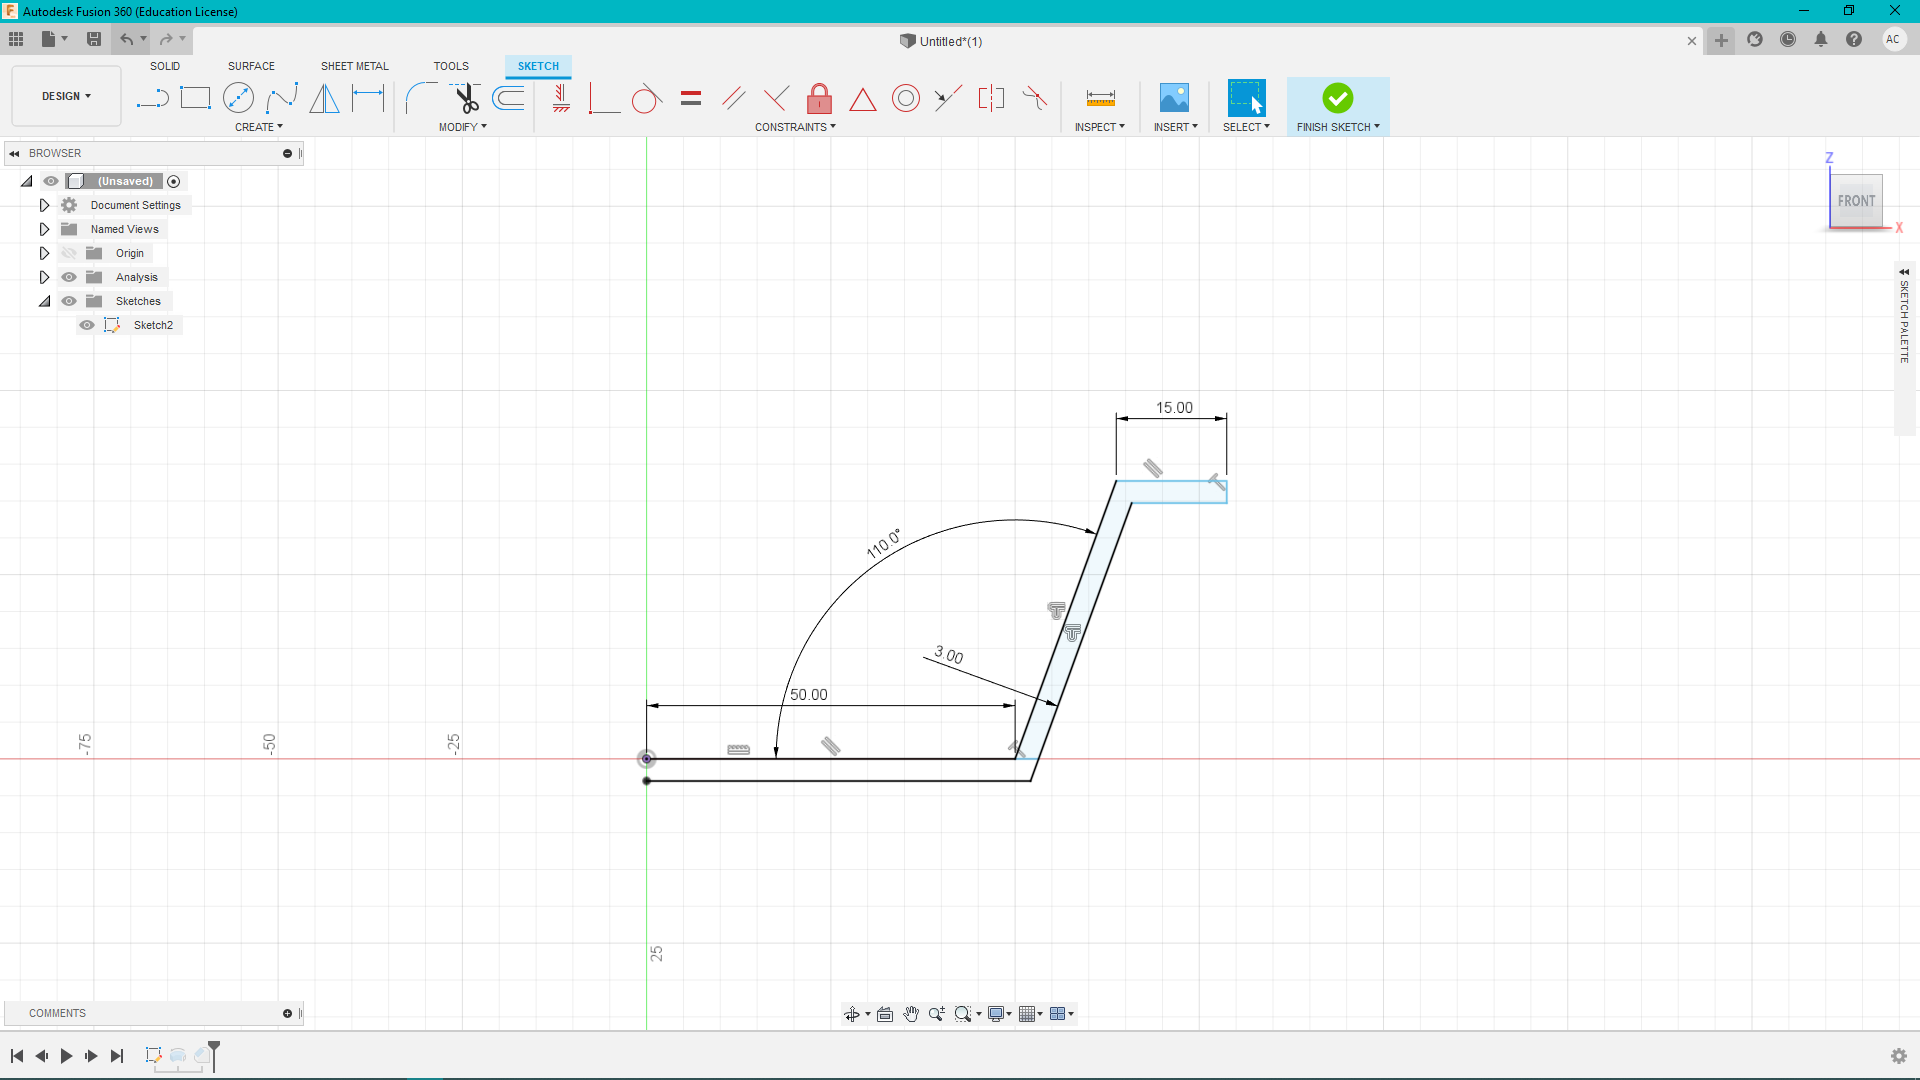 Autodesk Fusion 360 (Education License)
Untitled*(1)
AC
SOLID SURFACE SHEET METAL TOOLS SKETCH
DESIGN
CREATE MODIFY CONSTRAINTS INSPECT INSERT SELECT FINISH SKETCH
BROWSER
(Unsaved)
Document Settings
Named Views
Origin
Analysis
Sketches
Sketch2
Z
FRONT
X
SKETCH PALETTE
15.00
110.0°
3.00
50.00
-75 -50 -25
25
COMMENTS